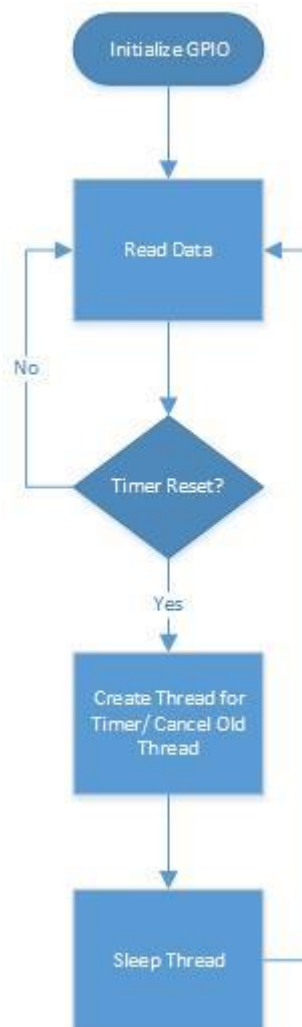 Initialize GPIO
Read Data
No
Timer Reset?
Yes
Create Thread for
Timer/ Cancel Old
Thread
Sleep Thread